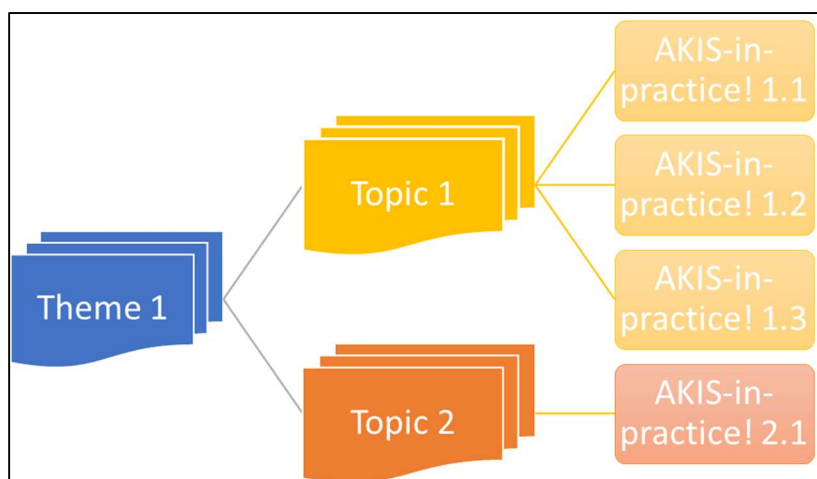 Theme 1
Topic 1
Topic 2
AKIS-in-
practice! 1.1
AKIS-in-
practice! 1.2
AKIS-in-
practice! 1.3
AKIS-in-
practice! 2.1